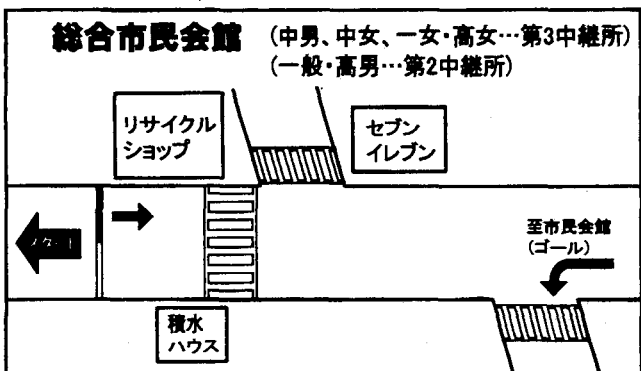 総合市民会館
(中男、中女、一女・高女…第3中継所)
(一般・高男…第2中継所)
リサイクル
ショップ
セブン
イレブン
至市民会館
(ゴール)
積水
ハウス